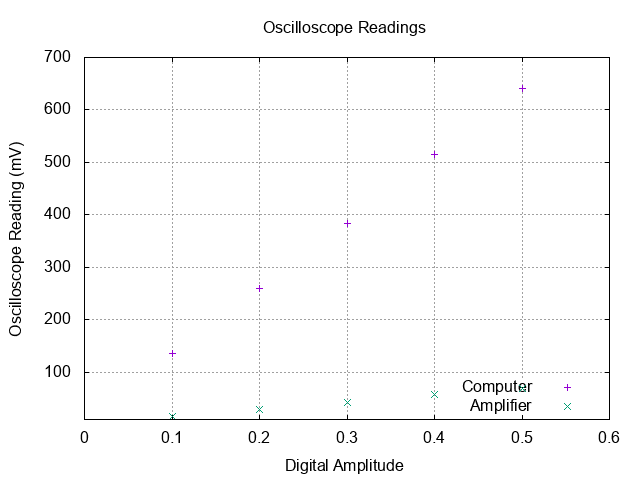 Oscilloscope Readings
700
600
500
400
300
200
100
Oscilloscope Reading (mV)
Computer
Amplifier
0 0.1 0.2 0.3 0.4 0.5 0.6
Digital Amplitude